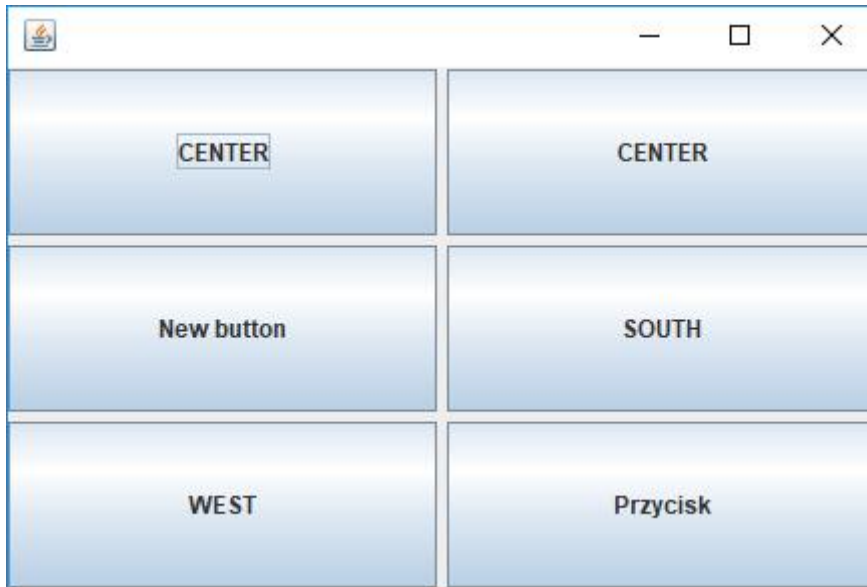 CENTER
CENTER
New button
SOUTH
WEST
Przycisk